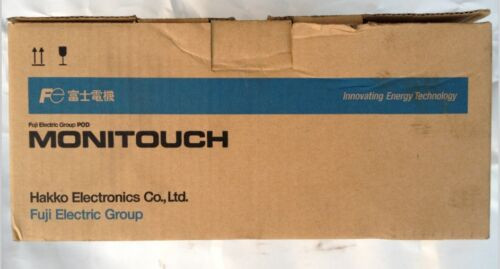 Fe 富士電機
Innovating Energy Technology
Fuji Electric Group POD
MONITOUCH
Hakko Electronics Co.,Ltd.
Fuji Electric Group